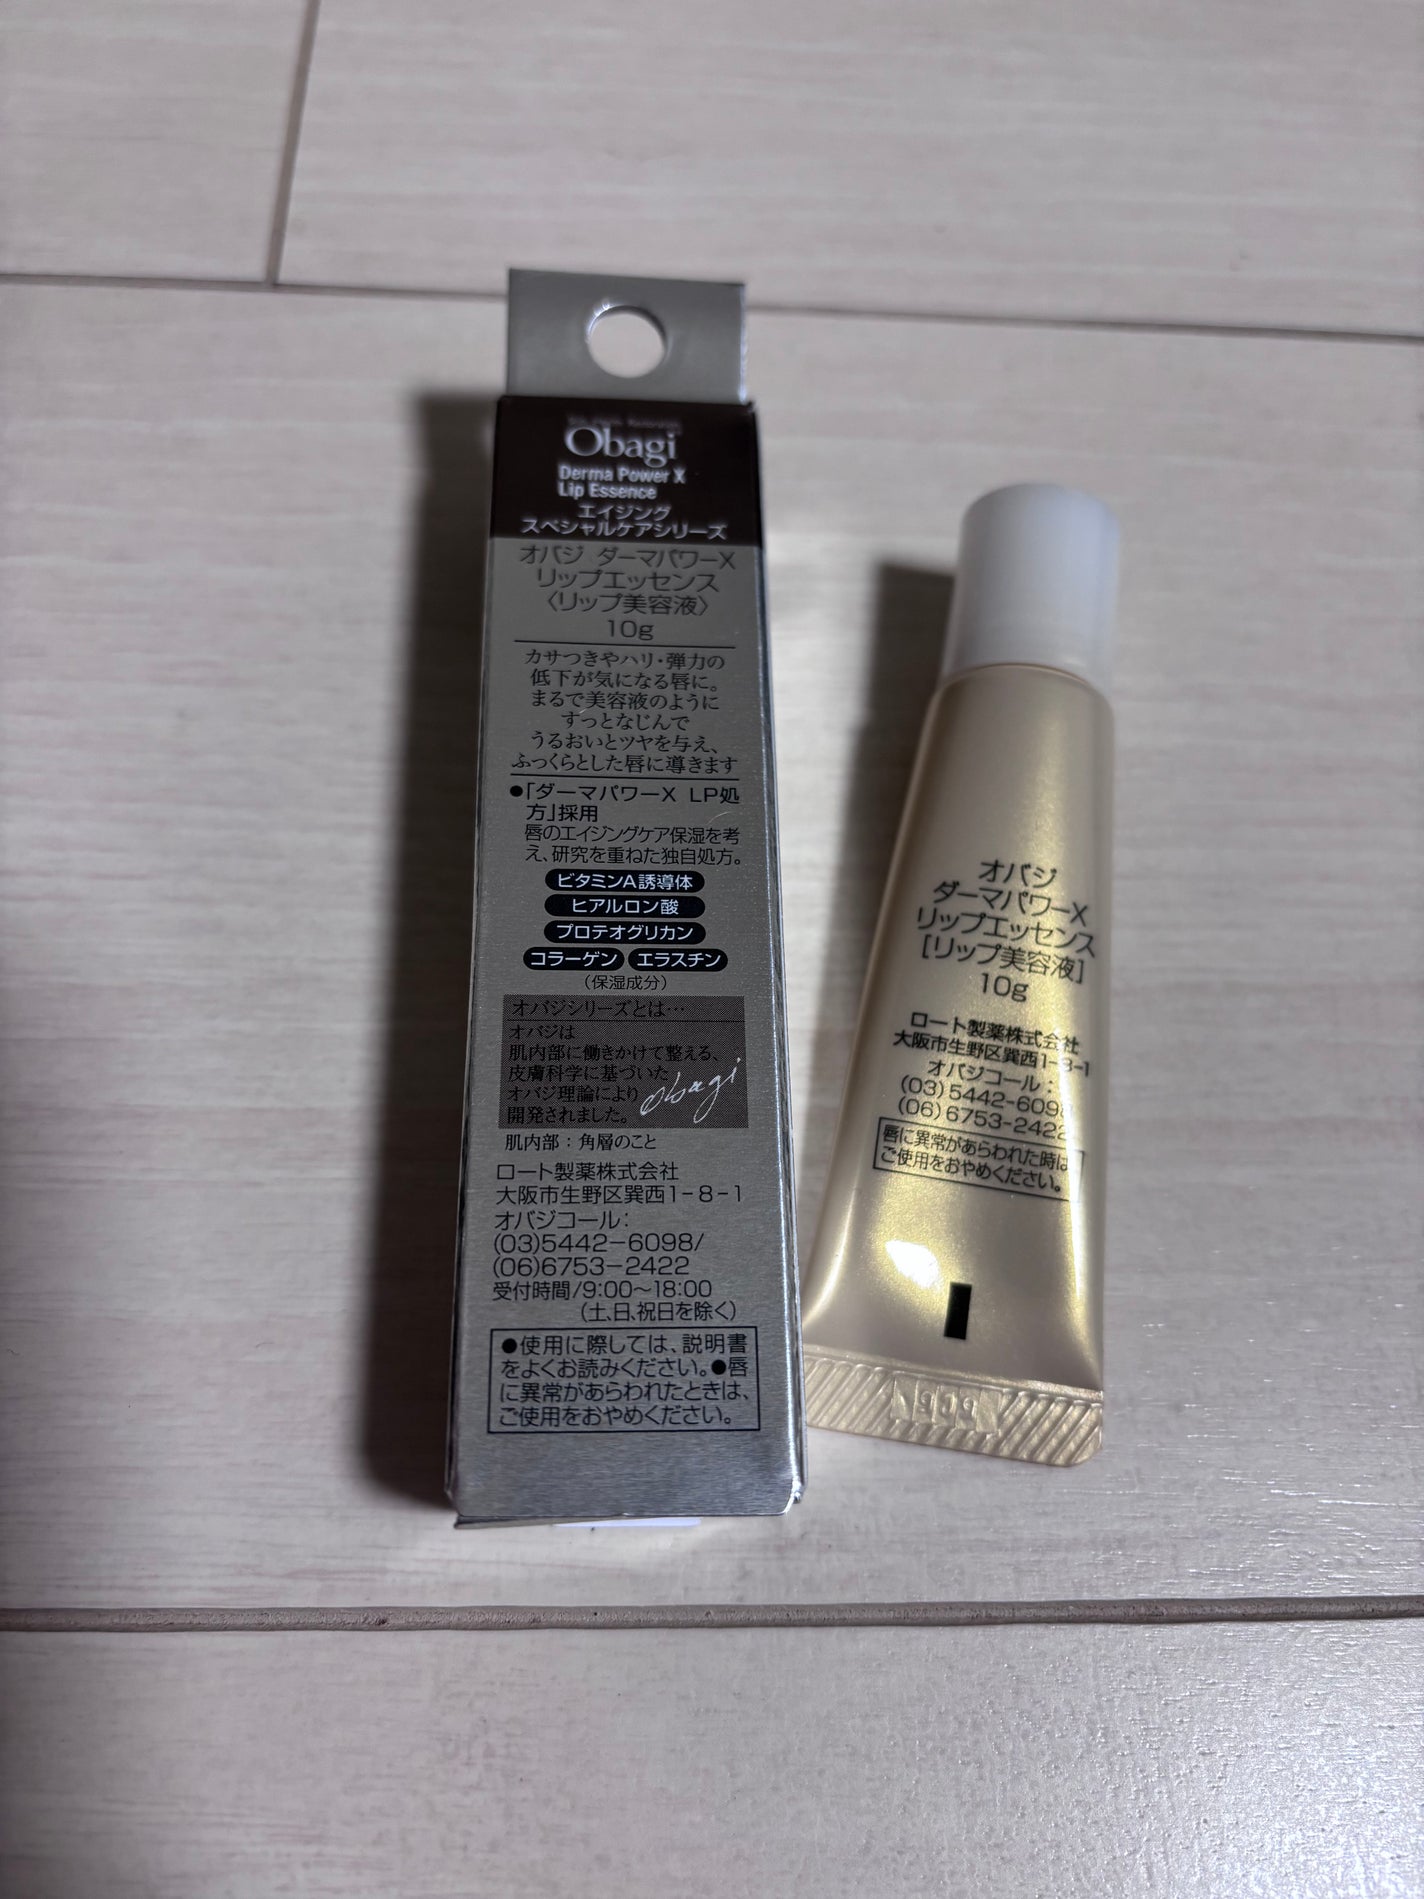 Obagi
Derma Power X
Lip Essence
エイジング
スペシャルケアシリーズ
オバジ ダーマパワーX
リップエッセンス
〈リップ美容液〉
10g
カサつきやハリ・弾力の
低下が気になる唇に。
まるで美容液のように
すっとなじんで
うるおいとツヤを与え、
ふっくらとした唇に導きます
●「ダーマパワーX LP処
方」採用
唇のエイジングケア保湿を考
え、研究を重ねた独自処方。
ビタミンA誘導体
ヒアルロン酸
プロテオグリカン
コラーゲン エラスチン
(保湿成分)
オバジシリーズとは…
オバジは
肌内部に働きかけて整える、
皮膚科学に基づいた
オバジ理論により
開発されました。
Obagi
肌内部：角層のこと
ロート製薬株式会社
大阪市生野区巽西1-8-1
オバジコール：
(03)5442-6098/
(06)6753-2422
受付時間/9:00〜18:00
(土、日、祝日を除く)
●使用に際しては、説明書
をよくお読みください。●唇
に異常があらわれたときは、
ご使用をおやめください。
オバジ
ダーマパワーX
リップエッセンス
[リップ美容液]
10g
ロート製薬株式会社
大阪市生野区巽西1-8-1
オバジコール：
(03)5442-6098
(06)6753-2422
唇に異常があらわれた時は
ご使用をおやめください。